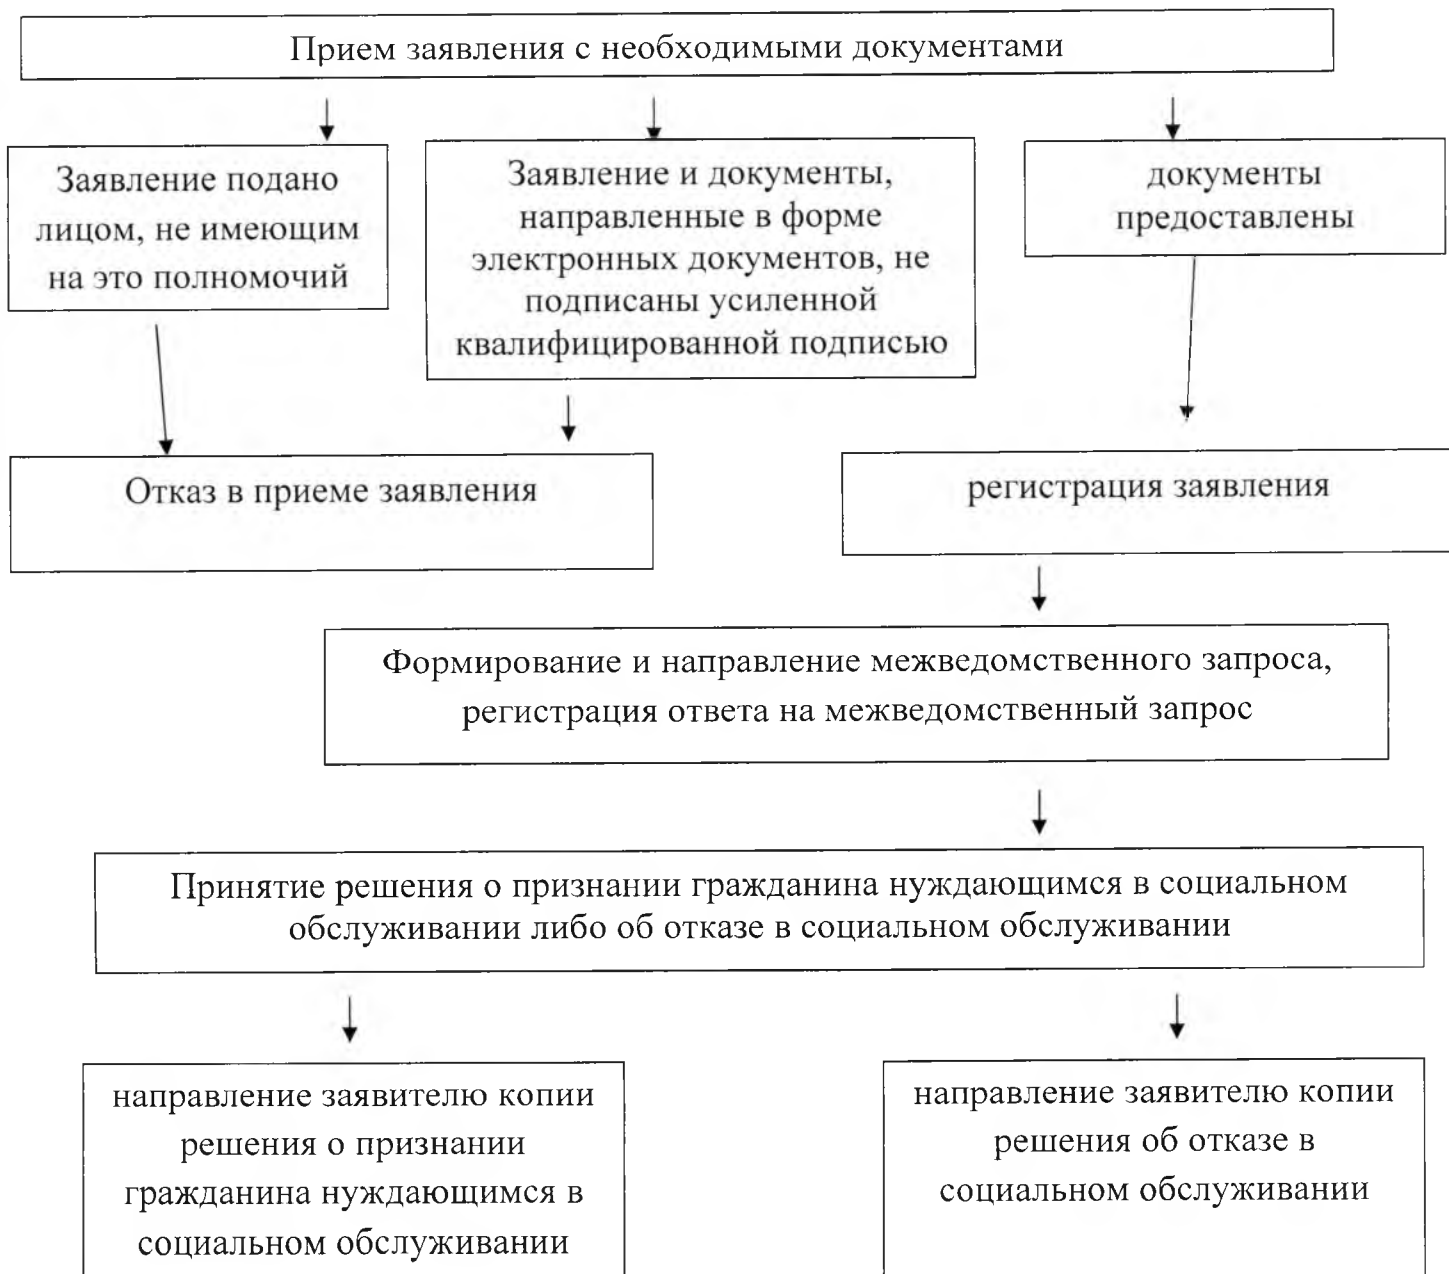 Прием заявления с необходимыми документами
Заявление подано
лицом, не имеющим
на это полномочий
Заявление и документы,
направленные в форме
электронных документов, не
подписаны усиленной
квалифицированной подписью
документы
предоставлены
Отказ в приеме заявления
регистрация заявления
Формирование и направление межведомственного запроса,
регистрация ответа на межведомственный запрос
Принятие решения о признании гражданина нуждающимся в социальном
обслуживании либо об отказе в социальном обслуживании
направление заявителю копии
решения о признании
гражданина нуждающимся в
социальном обслуживании
направление заявителю копии
решения об отказе в
социальном обслуживании